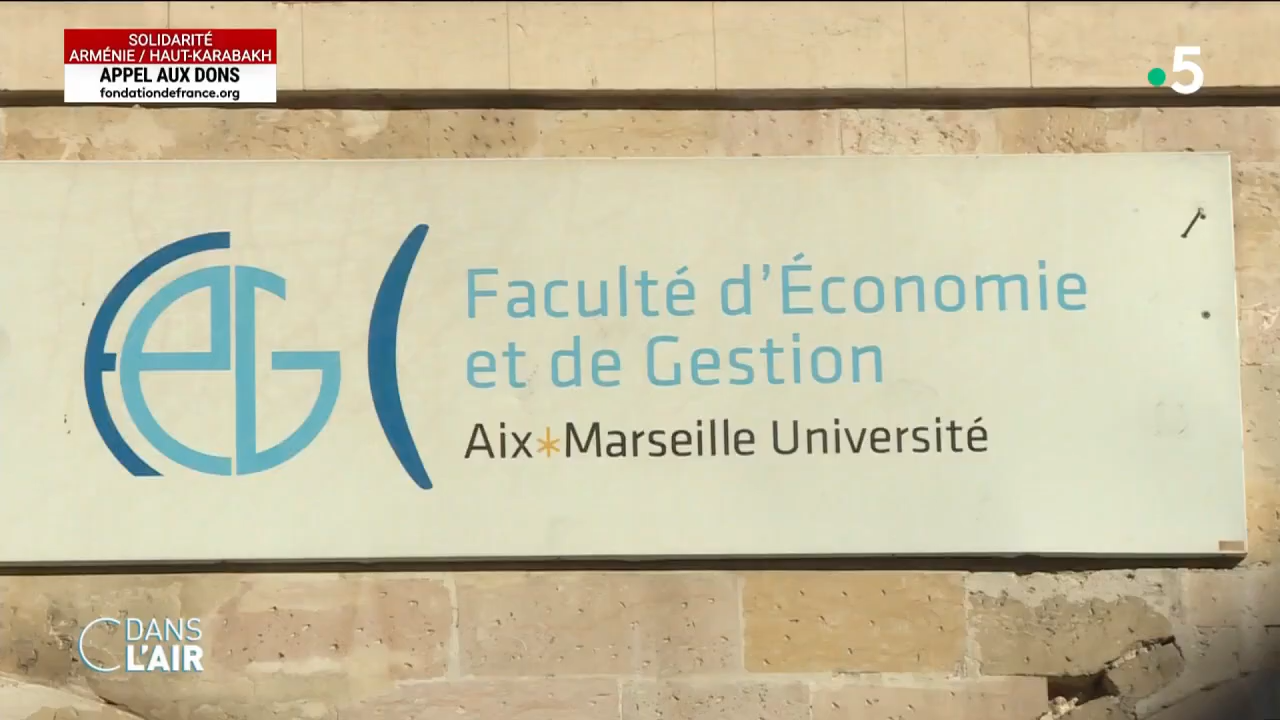 SOLIDARITÉ
ARMÉNIE / HAUT-KARABAKH
APPEL AUX DONS
fondationdefrance.org
5
FEG
Faculté d'Économie
et de Gestion
Aix*Marseille Université
C DANS
L'AIR